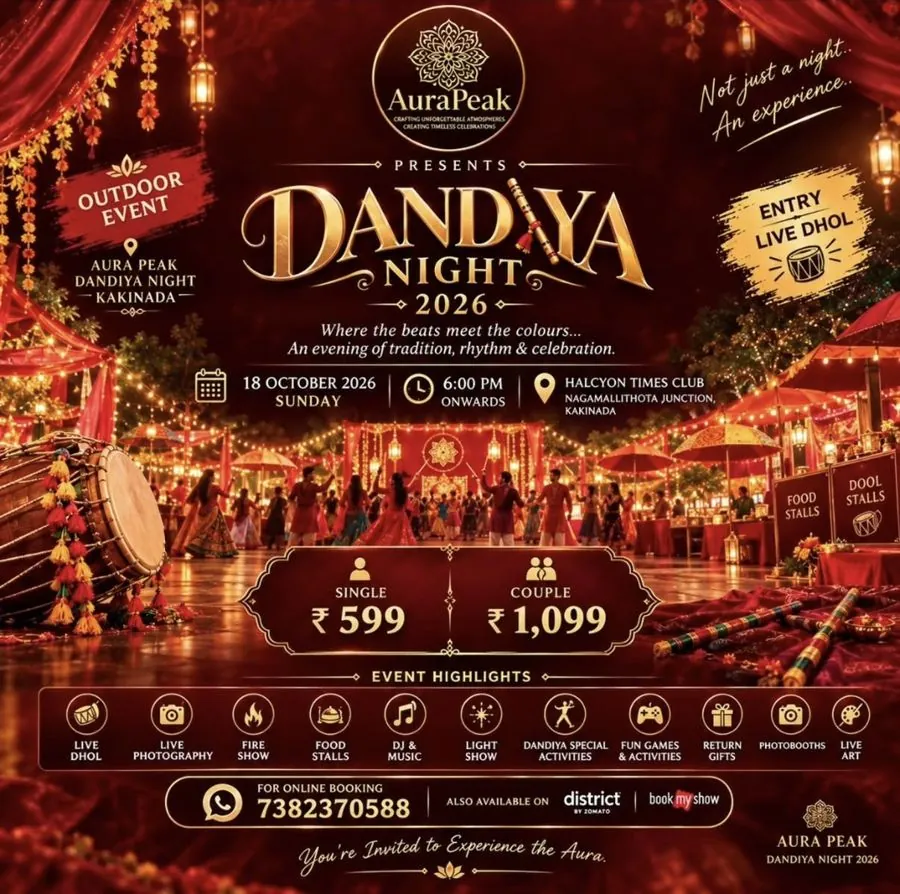 AuraPeak
CRAFTING UNFORGETTABLE ATMOSPHERES
CREATING TIMELESS CELEBRATIONS
Not just a night..
An experience..
PRESENTS
OUTDOOR
EVENT
AURA PEAK
DANDIYA NIGHT
KAKINADA
DANDIYA
NIGHT
2026
ENTRY
LIVE DHOL
Where the beats meet the colours...
An evening of tradition, rhythm & celebration.
18 OCTOBER 2026
SUNDAY
6:00 PM
ONWARDS
HALCYON TIMES CLUB
NAGAMALLITHOTA JUNCTION,
KAKINADA
FOOD
STALLS
DOOL
STALLS
SINGLE
₹ 599
COUPLE
₹ 1,099
EVENT HIGHLIGHTS
LIVE
DHOL
LIVE
PHOTOGRAPHY
FIRE
SHOW
FOOD
STALLS
DJ &
MUSIC
LIGHT
SHOW
DANDIYA SPECIAL
ACTIVITIES
FUN GAMES
& ACTIVITIES
RETURN
GIFTS
PHOTOBOOTHS
LIVE
ART
FOR ONLINE BOOKING
7382370588
ALSO AVAILABLE ON
district
BY ZOMATO
book my show
You're Invited to Experience the Aura.
AURA PEAK
DANDIYA NIGHT 2026